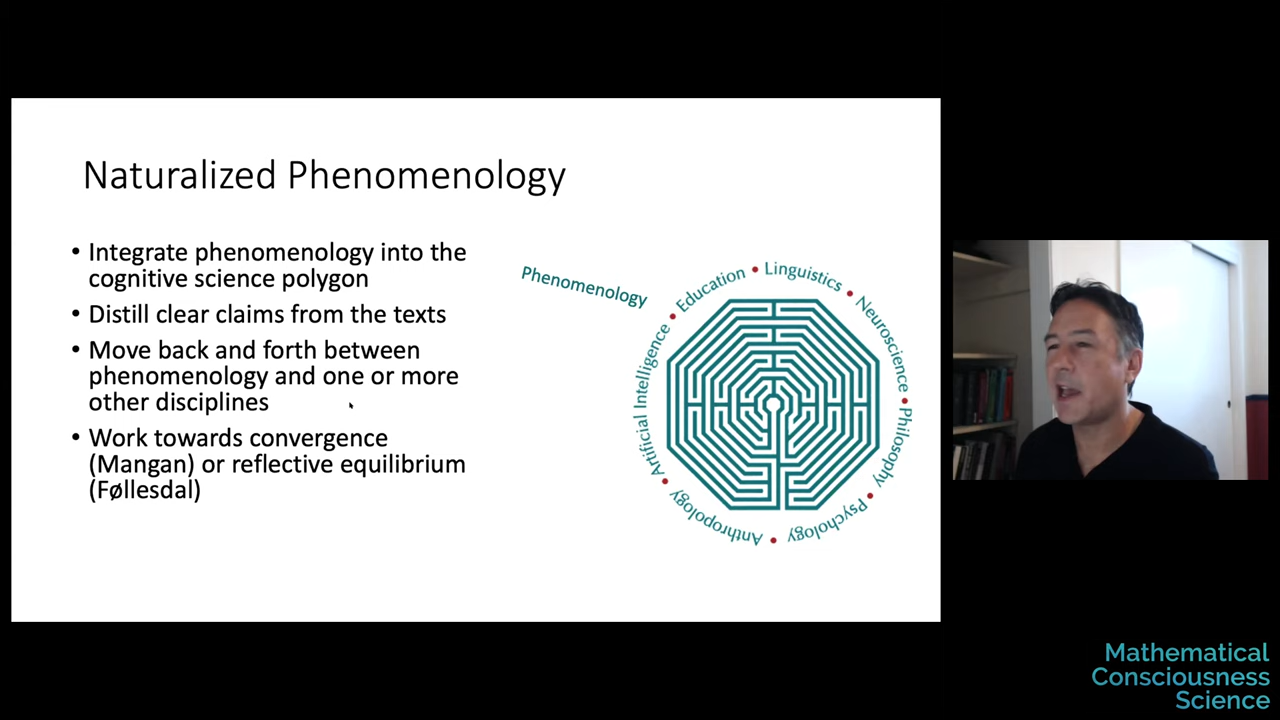 Naturalized Phenomenology
• Integrate phenomenology into the
cognitive science polygon
• Distill clear claims from the texts
• Move back and forth between
phenomenology and one or more
other disciplines
• Work towards convergence
(Mangan) or reflective equilibrium
(Føllesdal)
Phenomenology
Education • Linguistics • Neuroscience • Philosophy • Psychology • Anthropology • Artificial Intelligence •
Mathematical
Consciousness
Science